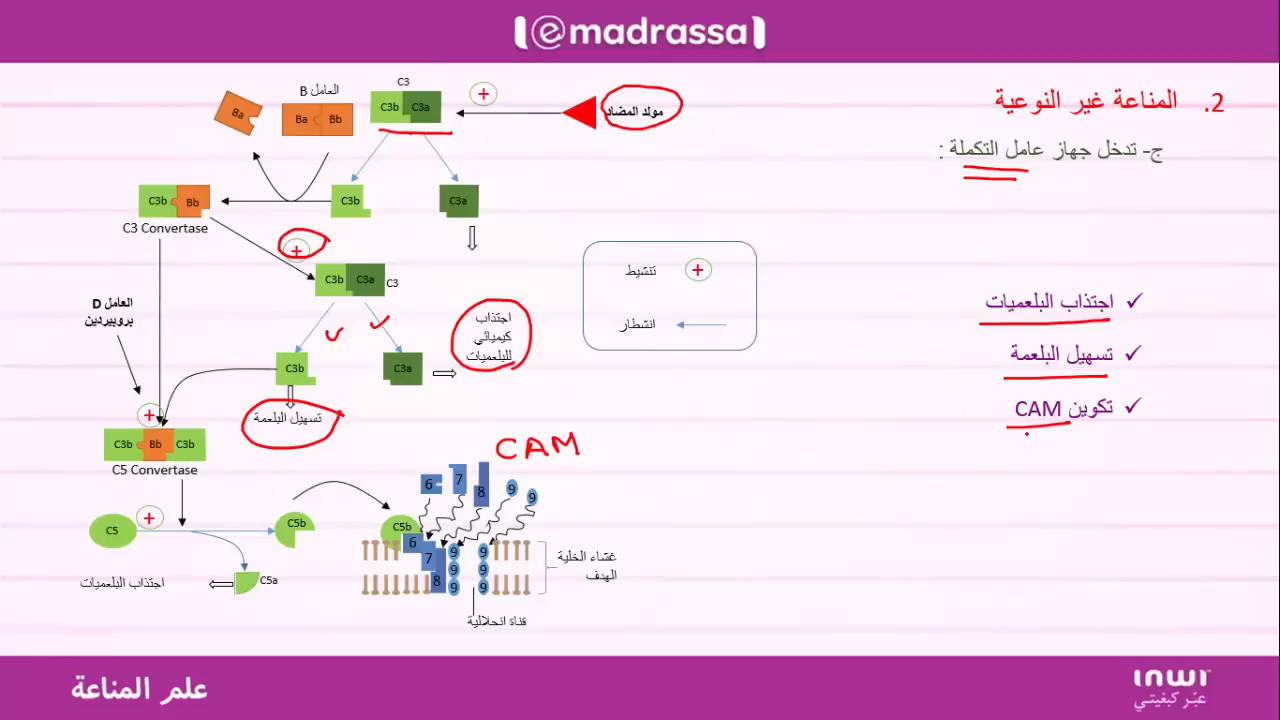 (@madrassa)
2. المناعة غير النوعية
ج- تدخل جهاز عامل التكملة :
C3
العامل B
C3b C3a
+
مولد المضاد
Ba
Ba Bb
C3b Bb
C3b
C3a
C3 Convertase
+
C3b C3a C3
تنشيط +
انشطار
✓ اجتذاب البلعميات
✓ تسهيل البلعمة
✓ تكوين CAM
العامل D
بروبيردين
اجتذاب
كيميائي
للبلعميات
C3b
C3a
تسهيل البلعمة
+
C3b Bb C3b
C5 Convertase
CAM
6 7 8 9 9
C5 + C5b
C5b
6 9 9
7 9 9
8 9 9
غشاء الخلية
الهدف
اجتذاب البلعميات
C5a
قناة انحلالية
علم المناعة
inwi
عبّر كيفيتي